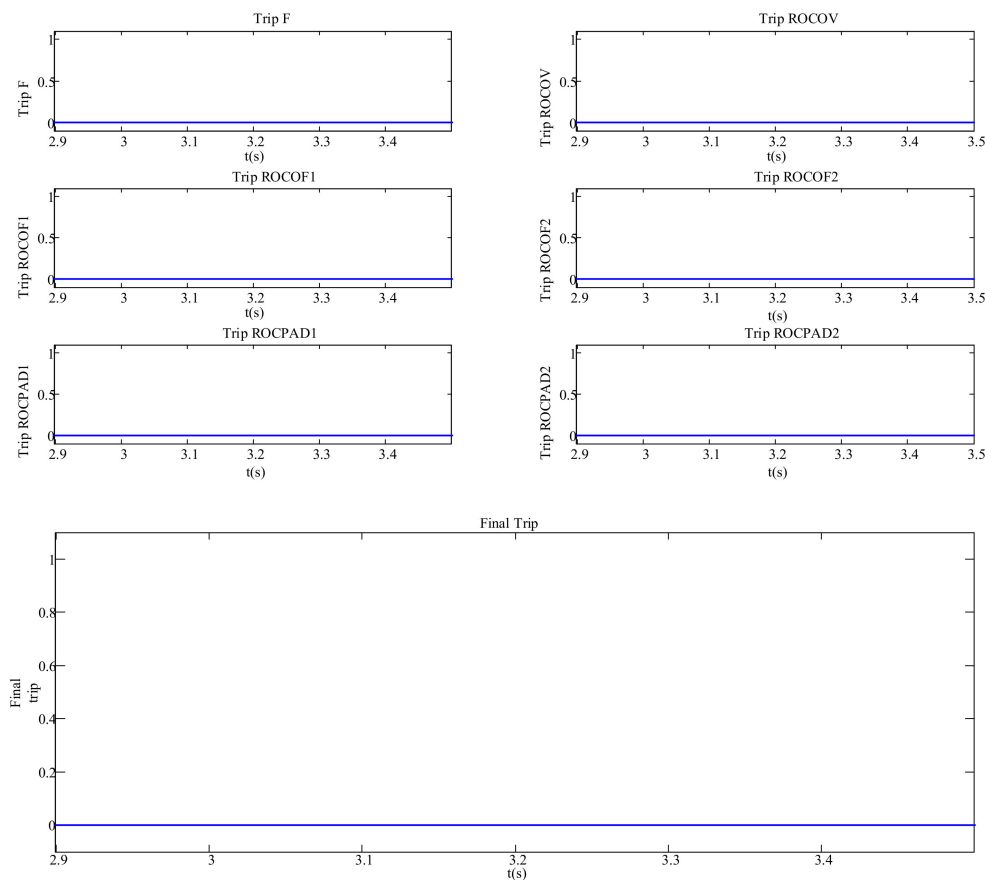 Trip F
Trip ROCOV
1
0.5
0
Trip F
2.9 3 3.1 3.2 3.3 3.4
t(s)
1
0.5
0
Trip ROCOV
2.9 3 3.1 3.2 3.3 3.4 3.5
t(s)
Trip ROCOF1
Trip ROCOF2
1
0.5
0
Trip ROCOF1
2.9 3 3.1 3.2 3.3 3.4
t(s)
1
0.5
0
Trip ROCOF2
2.9 3 3.1 3.2 3.3 3.4 3.5
t(s)
Trip ROCPAD1
Trip ROCPAD2
1
0.5
0
Trip ROCPAD1
2.9 3 3.1 3.2 3.3 3.4
t(s)
1
0.5
0
Trip ROCPAD2
2.9 3 3.1 3.2 3.3 3.4 3.5
t(s)
Final Trip
1
0.8
0.6
0.4
0.2
0
Final
trip
2.9 3 3.1 3.2 3.3 3.4
t(s)